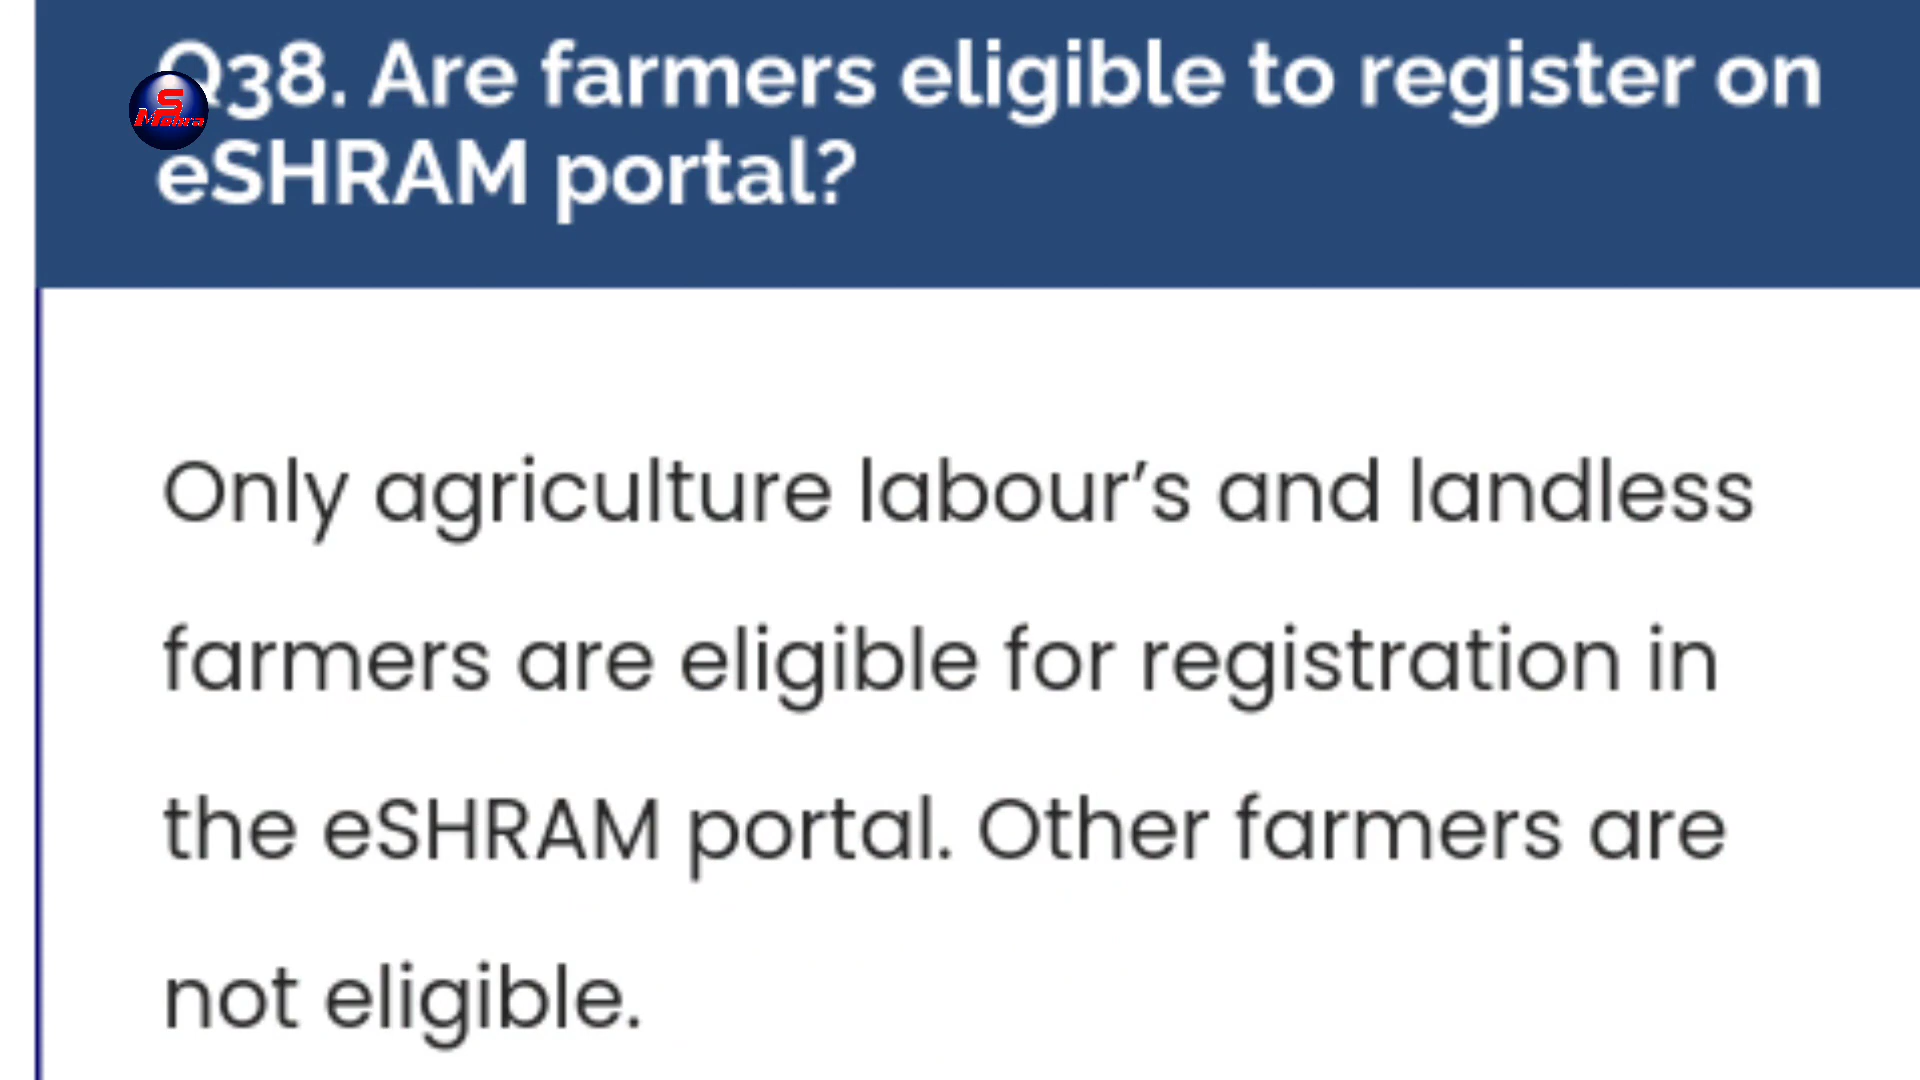 Q38. Are farmers eligible to register on
eSHRAM portal?
S
Mehra
Only agriculture labour’s and landless
farmers are eligible for registration in
the eSHRAM portal. Other farmers are
not eligible.